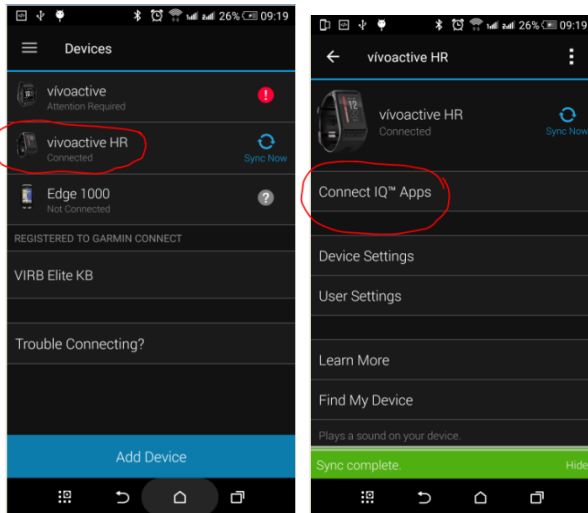 26% 09:19
Devices
vívoactive
Attention Required
vivoactive HR
Connected
Sync Now
Edge 1000
Not Connected
REGISTERED TO GARMIN CONNECT
VIRB Elite KB
Trouble Connecting?
Add Device
26% 09:19
vívoactive HR
vívoactive HR
Connected
Sync Now
Connect IQ™ Apps
Device Settings
User Settings
Learn More
Find My Device
Plays a sound on your device.
Sync complete.
Hide